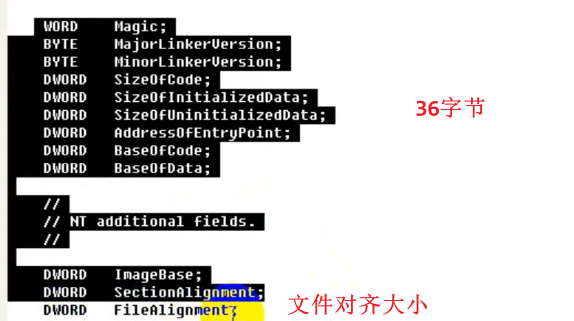 WORD Magic;
BYTE MajorLinkerVersion;
BYTE MinorLinkerVersion;
DWORD SizeOfCode;
DWORD SizeOfInitializedData;
DWORD SizeOfUninitializedData;
36字节
DWORD AddressOfEntryPoint;
DWORD BaseOfCode;
DWORD BaseOfData;
//
// NT additional fields.
//
DWORD ImageBase;
DWORD SectionAlignment;
DWORD FileAlignment; 文件对齐大小